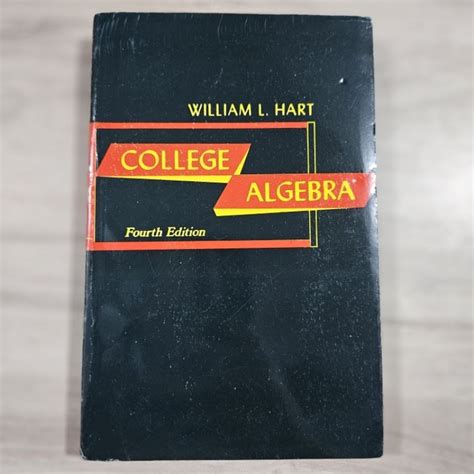 WILLIAM L. HART
COLLEGE
ALGEBRA
Fourth Edition